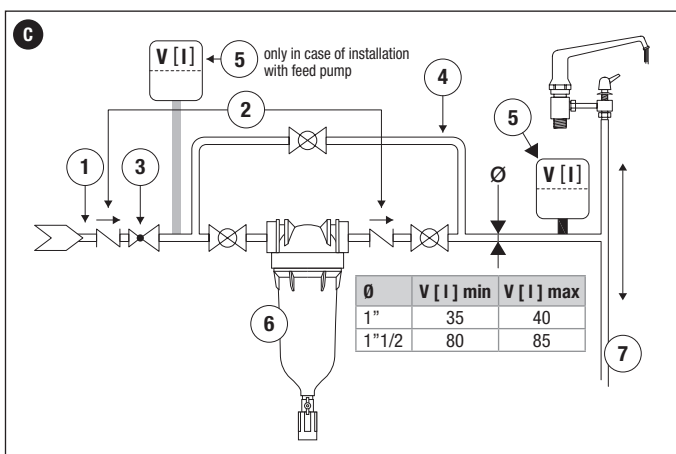 C
V [ l ]
5
only in case of installation
with feed pump
4
2
5
1
3
V [ l ]
Ø
Ø V [ l ] min V [ l ] max
1” 35 40
1”1/2 80 85
6
7